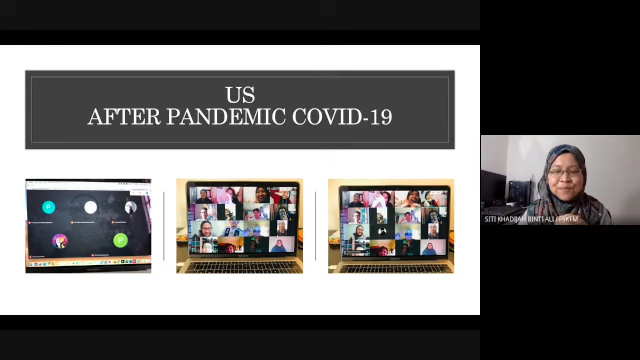 US
AFTER PANDEMIC COVID-19
SITI KHADIJAH BINTI ALI / FSKTM